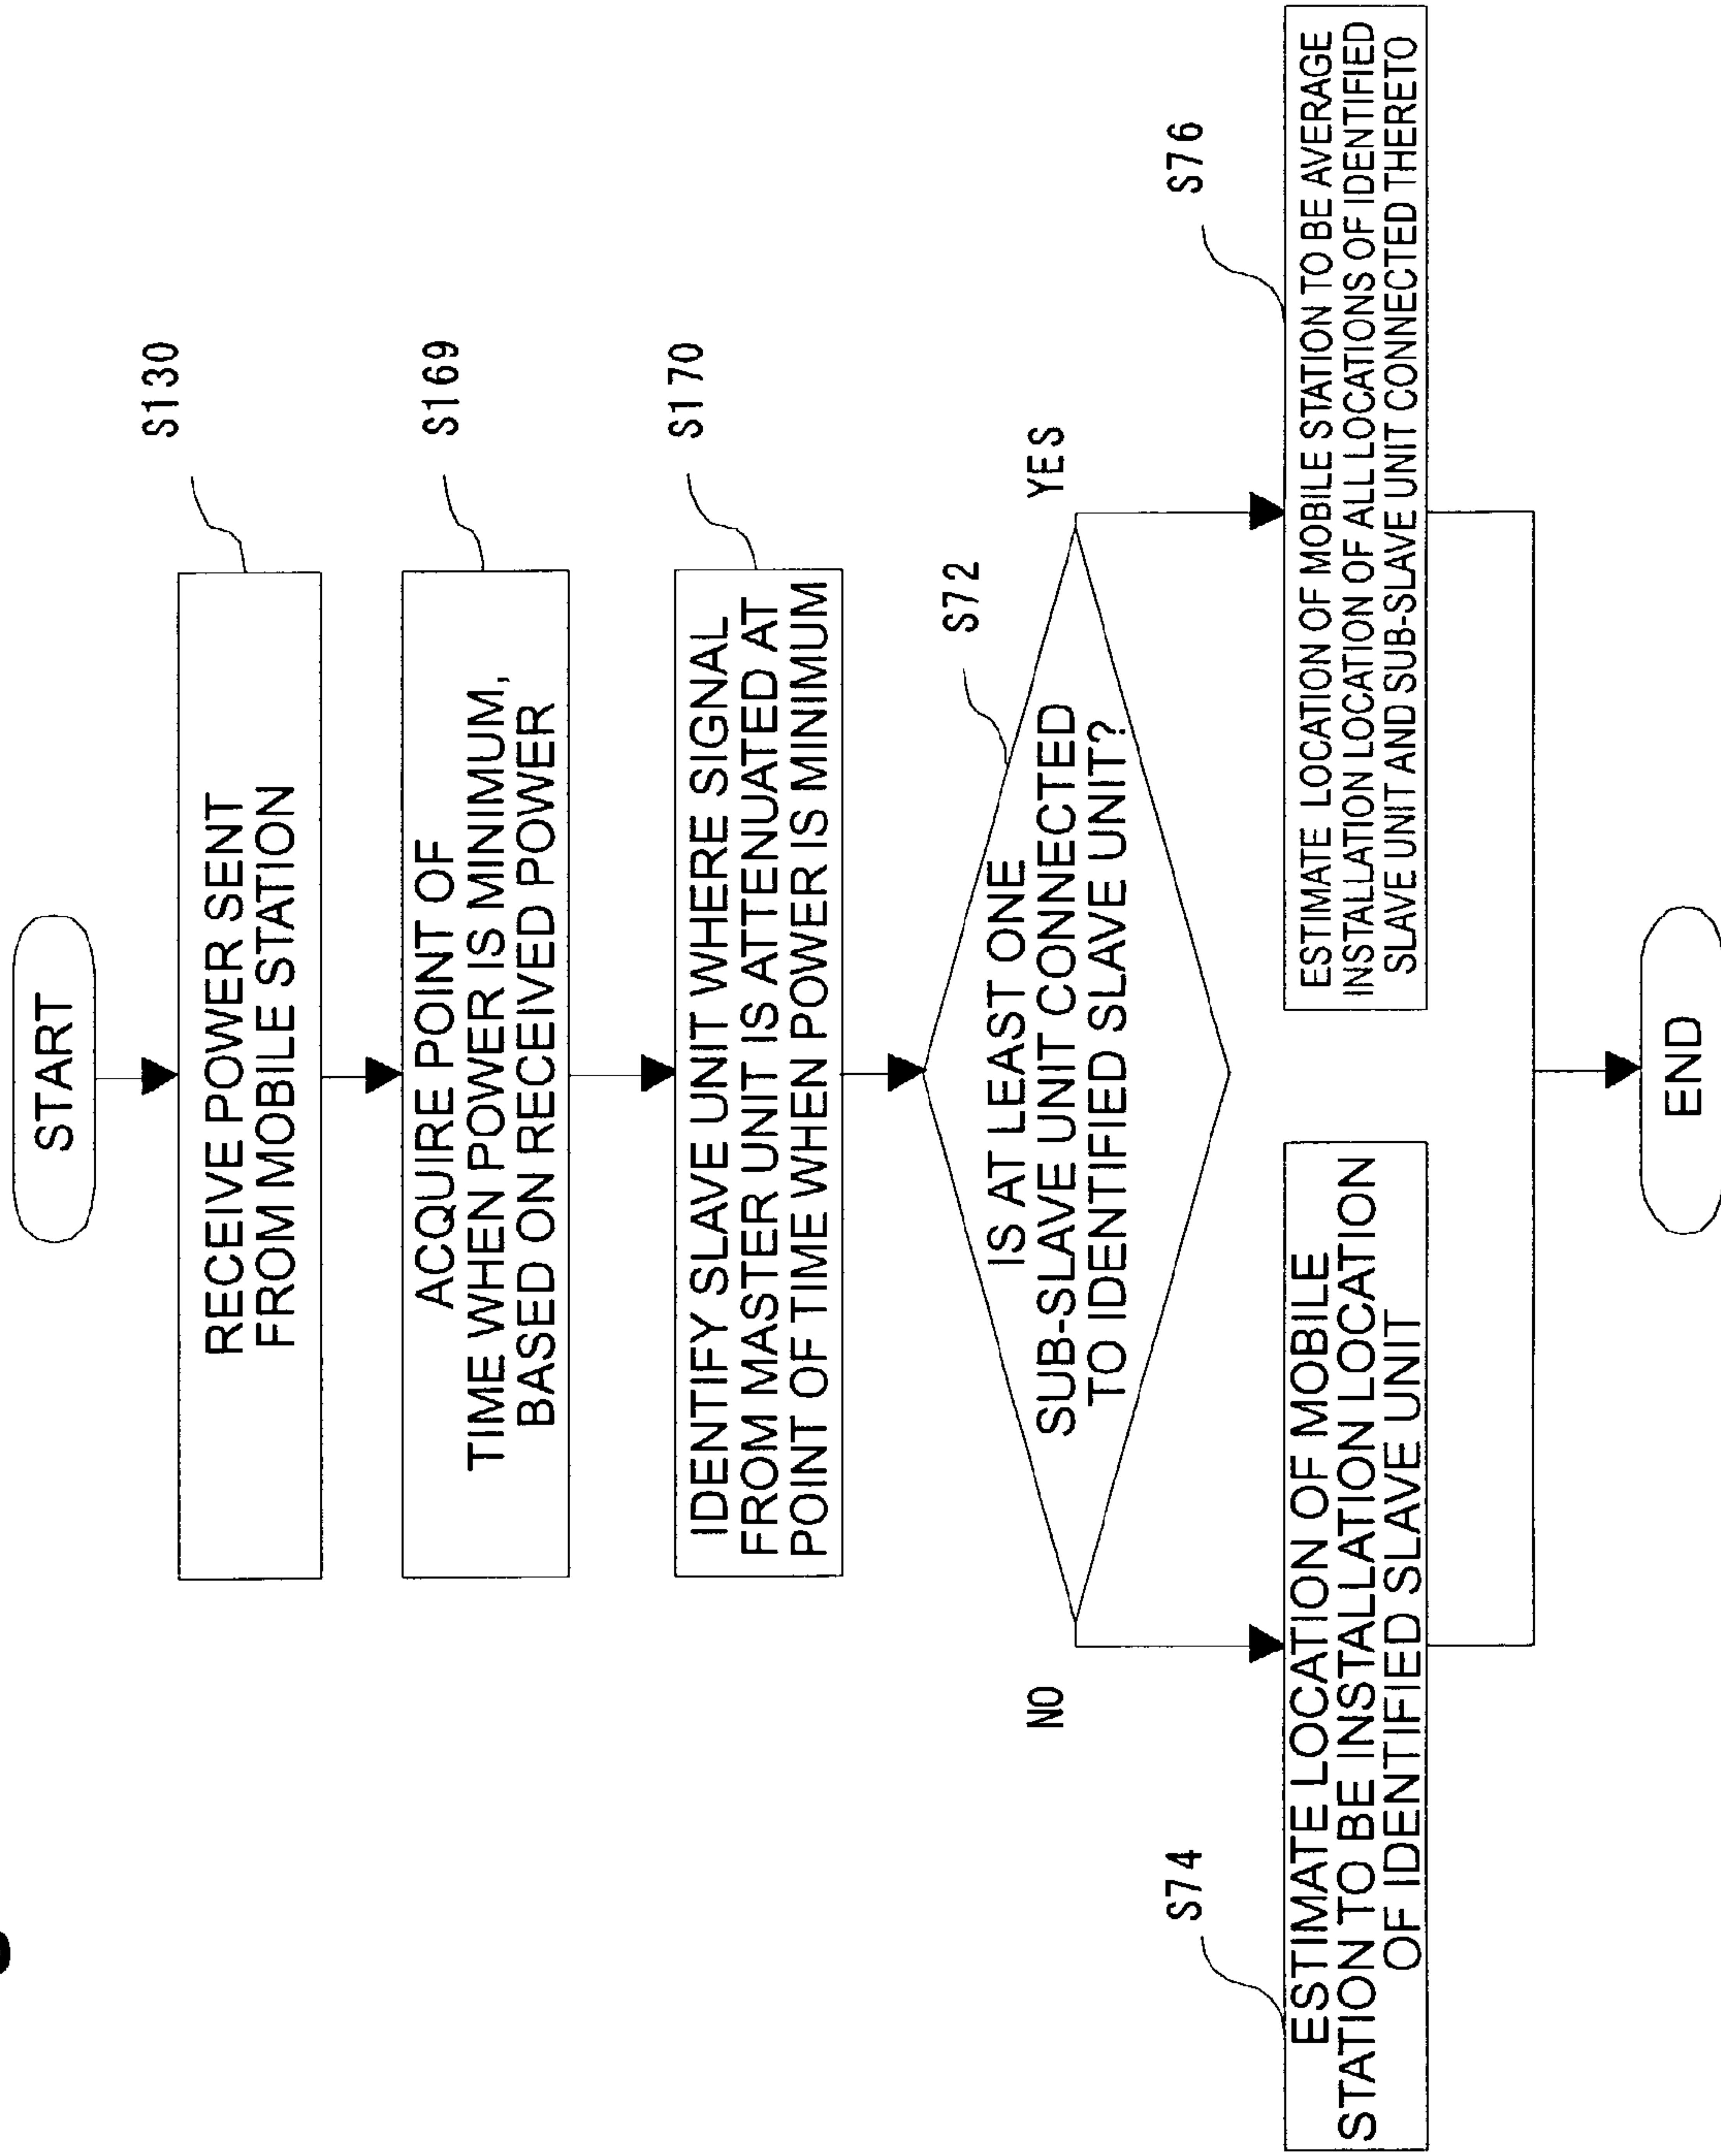 START
S130
RECEIVE POWER SENT
FROM MOBILE STATION
S169
ACQUIRE POINT OF
TIME WHEN POWER IS MINIMUM,
BASED ON RECEIVED POWER
S170
IDENTIFY SLAVE UNIT WHERE SIGNAL
FROM MASTER UNIT IS ATTENUATED AT
POINT OF TIME WHEN POWER IS MINIMUM
S72
IS AT LEAST ONE
SUB-SLAVE UNIT CONNECTED
TO IDENTIFIED SLAVE UNIT?
NO
YES
S74
ESTIMATE LOCATION OF MOBILE
STATION TO BE INSTALLATION LOCATION
OF IDENTIFIED SLAVE UNIT
S76
ESTIMATE LOCATION OF MOBILE STATION TO BE AVERAGE
INSTALLATION LOCATION OF ALL LOCATIONS OF IDENTIFIED
SLAVE UNIT AND SUB-SLAVE UNIT CONNECTED THERETO
END